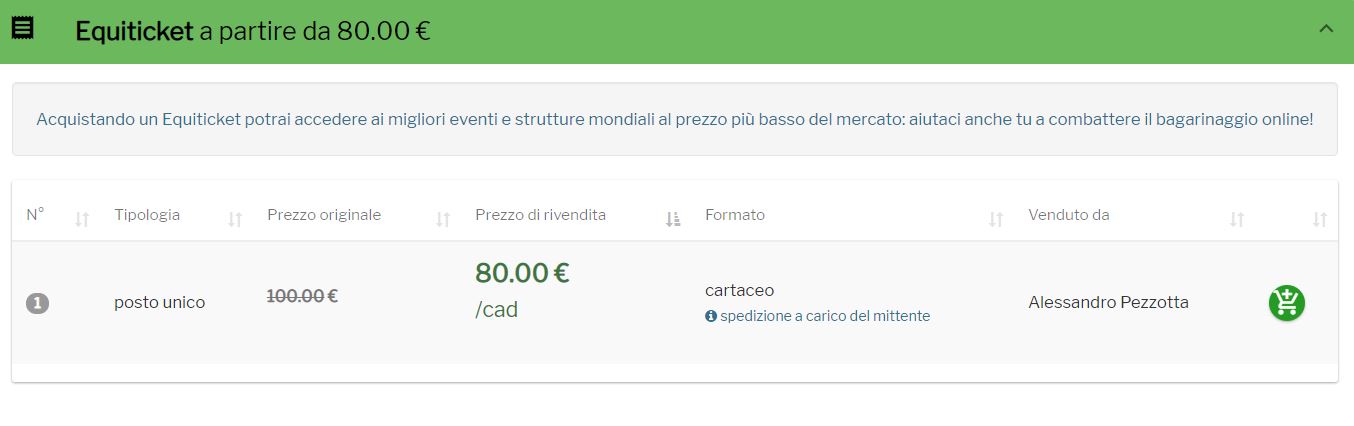 Equiticket a partire da 80.00 €
Acquistando un Equiticket potrai accedere ai migliori eventi e strutture mondiali al prezzo più basso del mercato: aiutaci anche tu a combattere il bagarinaggio online!
N° Tipologia Prezzo originale Prezzo di rivendita Formato Venduto da
1 posto unico 100.00 € 80.00 € /cad cartaceo Alessandro Pezzotta
spedizione a carico del mittente